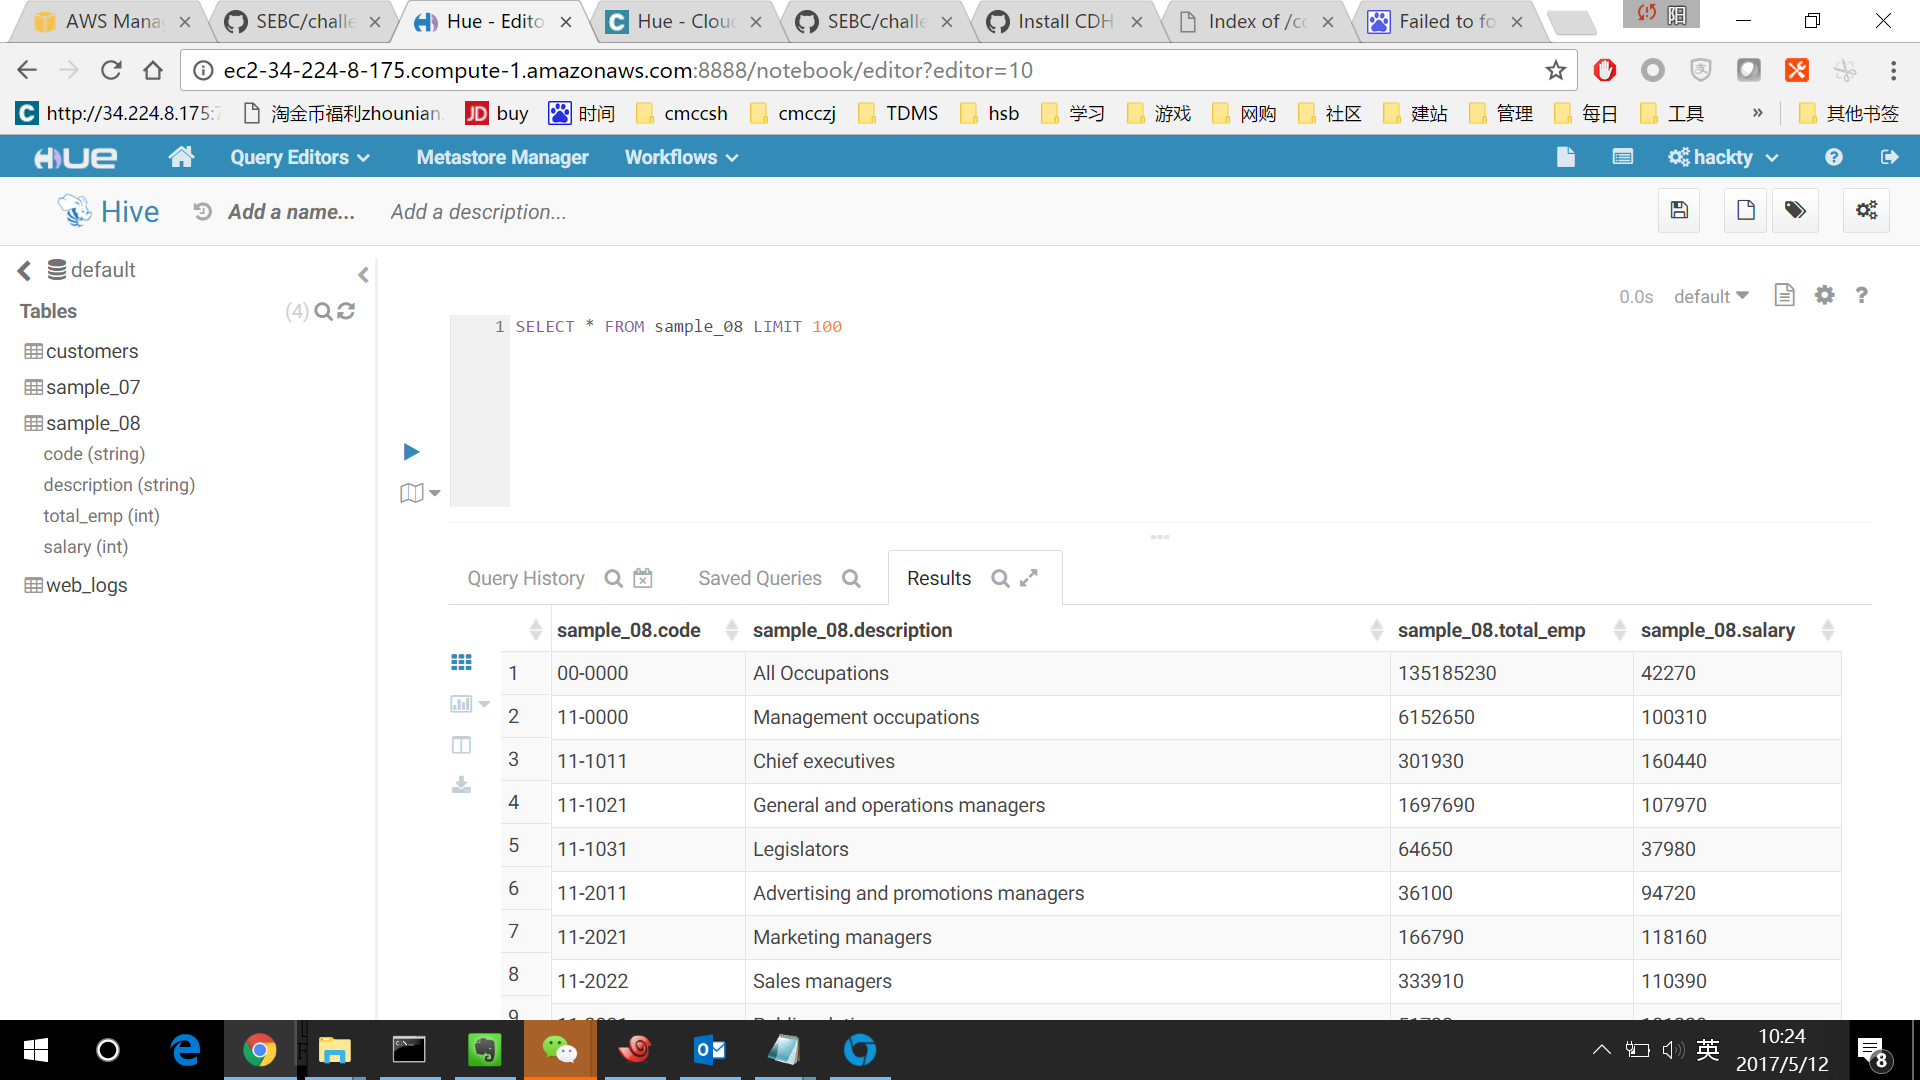 AWS Mana
SEBC/challe
Hue - Edito
Hue - Clou
SEBC/challe
Install CDH
Index of /c
Failed to fo
阳
ec2-34-224-8-175.compute-1.amazonaws.com:8888/notebook/editor?editor=10
http://34.224.8.175:7
淘金币福利zhounian.
JD buy
时间
cmccsh
cmcczj
TDMS
hsb
学习
游戏
网购
社区
建站
管理
每日
工具
»
其他书签
HUE
Query Editors
Metastore Manager
Workflows
hackty
Hive
Add a name...
Add a description...
default
Tables
(4)
customers
sample_07
sample_08
code (string)
description (string)
total_emp (int)
salary (int)
web_logs
0.0s
default
?
1 SELECT * FROM sample_08 LIMIT 100
Query History
Saved Queries
Results
sample_08.code sample_08.description sample_08.total_emp sample_08.salary
1 00-0000 All Occupations 135185230 42270
2 11-0000 Management occupations 6152650 100310
3 11-1011 Chief executives 301930 160440
4 11-1021 General and operations managers 1697690 107970
5 11-1031 Legislators 64650 37980
6 11-2011 Advertising and promotions managers 36100 94720
7 11-2021 Marketing managers 166790 118160
8 11-2022 Sales managers 333910 110390
9
英
10:24
2017/5/12
8